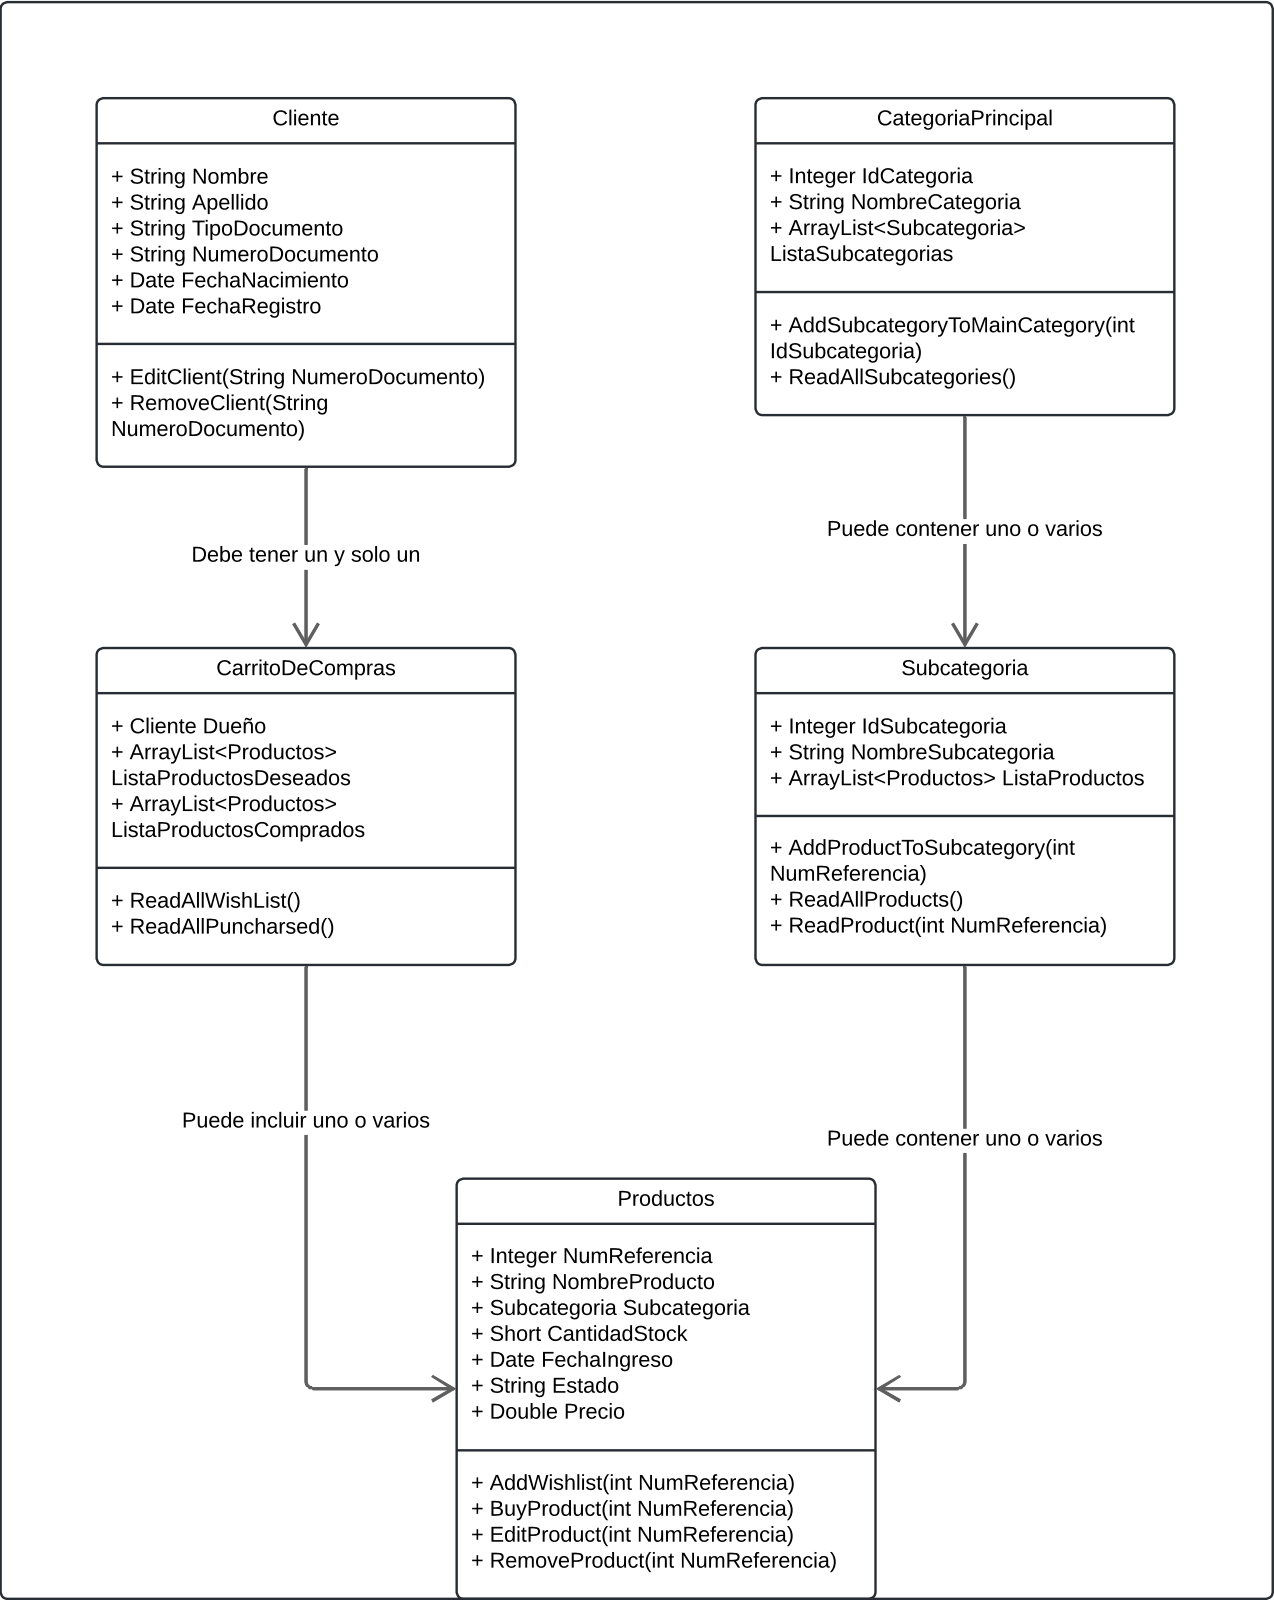 Cliente
+ String Nombre
+ String Apellido
+ String TipoDocumento
+ String NumeroDocumento
+ Date FechaNacimiento
+ Date FechaRegistro
+ EditClient(String NumeroDocumento)
+ RemoveClient(String
NumeroDocumento)
Debe tener un y solo un
CarritoDeCompras
+ Cliente Dueño
+ ArrayList<Productos>
ListaProductosDeseados
+ ArrayList<Productos>
ListaProductosComprados
+ ReadAllWishList()
+ ReadAllPuncharsed()
Puede incluir uno o varios
CategoriaPrincipal
+ Integer IdCategoria
+ String NombreCategoria
+ ArrayList<Subcategoria>
ListaSubcategorias
+ AddSubcategoryToMainCategory(int
IdSubcategoria)
+ ReadAllSubcategories()
Puede contener uno o varios
Subcategoria
+ Integer IdSubcategoria
+ String NombreSubcategoria
+ ArrayList<Productos> ListaProductos
+ AddProductToSubcategory(int
NumReferencia)
+ ReadAllProducts()
+ ReadProduct(int NumReferencia)
Puede contener uno o varios
Productos
+ Integer NumReferencia
+ String NombreProducto
+ Subcategoria Subcategoria
+ Short CantidadStock
+ Date FechaIngreso
+ String Estado
+ Double Precio
+ AddWishlist(int NumReferencia)
+ BuyProduct(int NumReferencia)
+ EditProduct(int NumReferencia)
+ RemoveProduct(int NumReferencia)